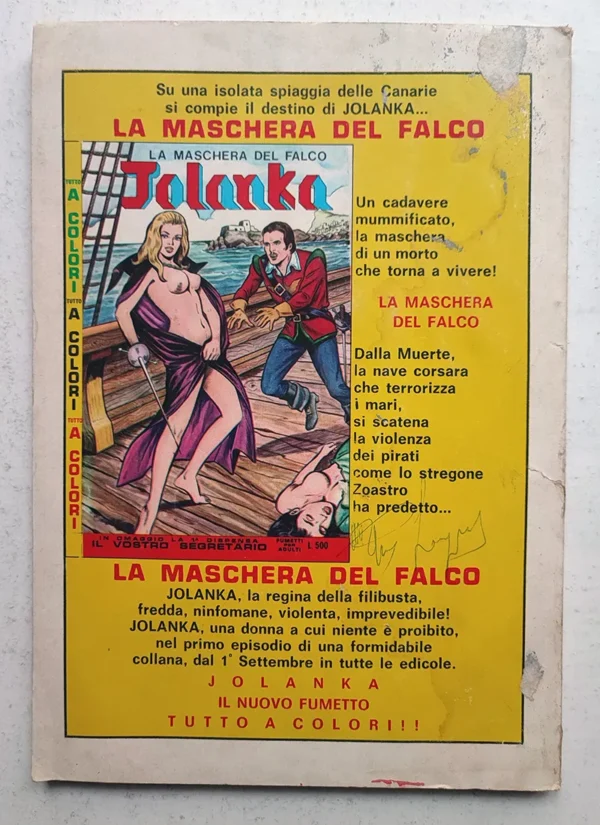 Su una isolata spiaggia delle Canarie
si compie il destino di JOLANKA...
LA MASCHERA DEL FALCO
LA MASCHERA DEL FALCO
Jolanka
TUTTO
A COLORI
TUTTO
A COLORI
TUTTO
A COLORI
IN OMAGGIO LA 1ª DISPENSA
IL VOSTRO SEGRETARIO
FUMETTI
PER
ADULTI
L. 500
Un cadavere
mummificato,
la maschera
di un morto
che torna a vivere!
LA MASCHERA
DEL FALCO
Dalla Muerte,
la nave corsara
che terrorizza
i mari,
si scatena
la violenza
dei pirati
come lo stregone
Zoastro
ha predetto...
LA MASCHERA DEL FALCO
JOLANKA, la regina della filibusta,
fredda, ninfomane, violenta, imprevedibile!
JOLANKA, una donna a cui niente è proibito,
nel primo episodio di una formidabile
collana, dal 1° Settembre in tutte le edicole.
JOLANKA
IL NUOVO FUMETTO
TUTTO A COLORI!!